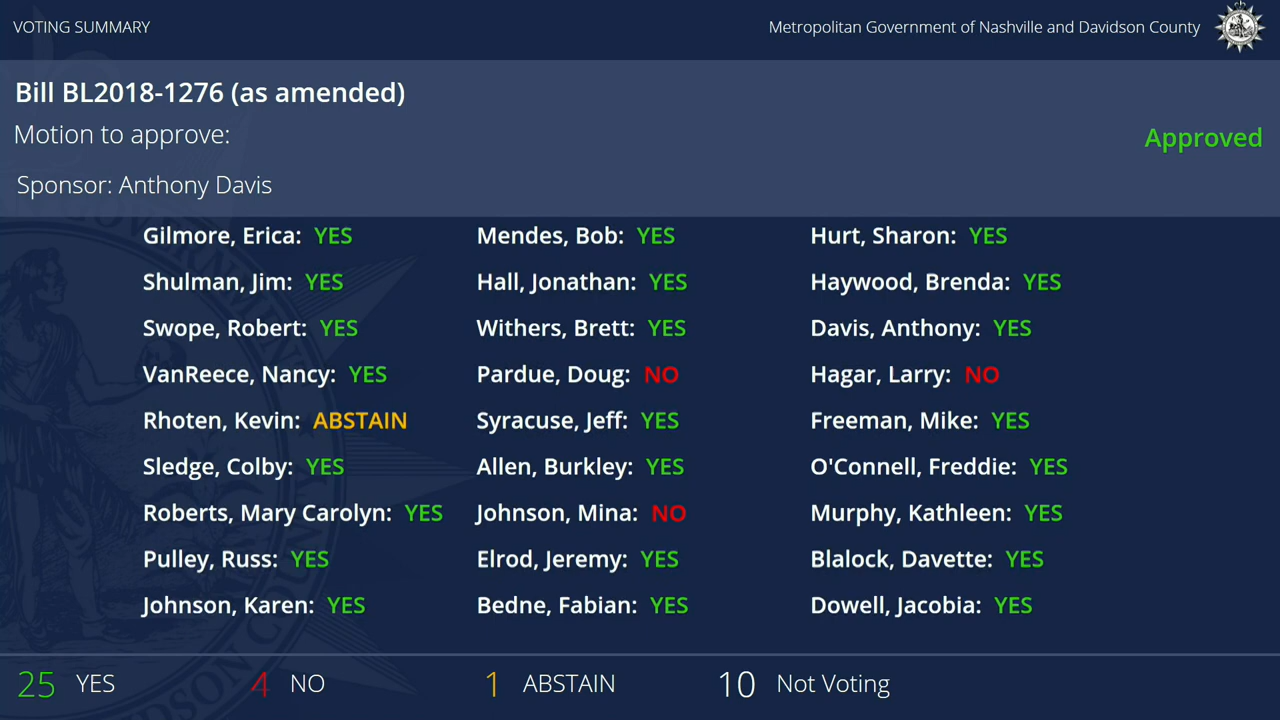 VOTING SUMMARY
Metropolitan Government of Nashville and Davidson County
Bill BL2018-1276 (as amended)
Motion to approve:
Approved
Sponsor: Anthony Davis
Gilmore, Erica: YES Mendes, Bob: YES Hurt, Sharon: YES
Shulman, Jim: YES Hall, Jonathan: YES Haywood, Brenda: YES
Swope, Robert: YES Withers, Brett: YES Davis, Anthony: YES
VanReece, Nancy: YES Pardue, Doug: NO Hagar, Larry: NO
Rhoten, Kevin: ABSTAIN Syracuse, Jeff: YES Freeman, Mike: YES
Sledge, Colby: YES Allen, Burkley: YES O'Connell, Freddie: YES
Roberts, Mary Carolyn: YES Johnson, Mina: NO Murphy, Kathleen: YES
Pulley, Russ: YES Elrod, Jeremy: YES Blalock, Davette: YES
Johnson, Karen: YES Bedne, Fabian: YES Dowell, Jacobia: YES
25 YES 4 NO 1 ABSTAIN 10 Not Voting